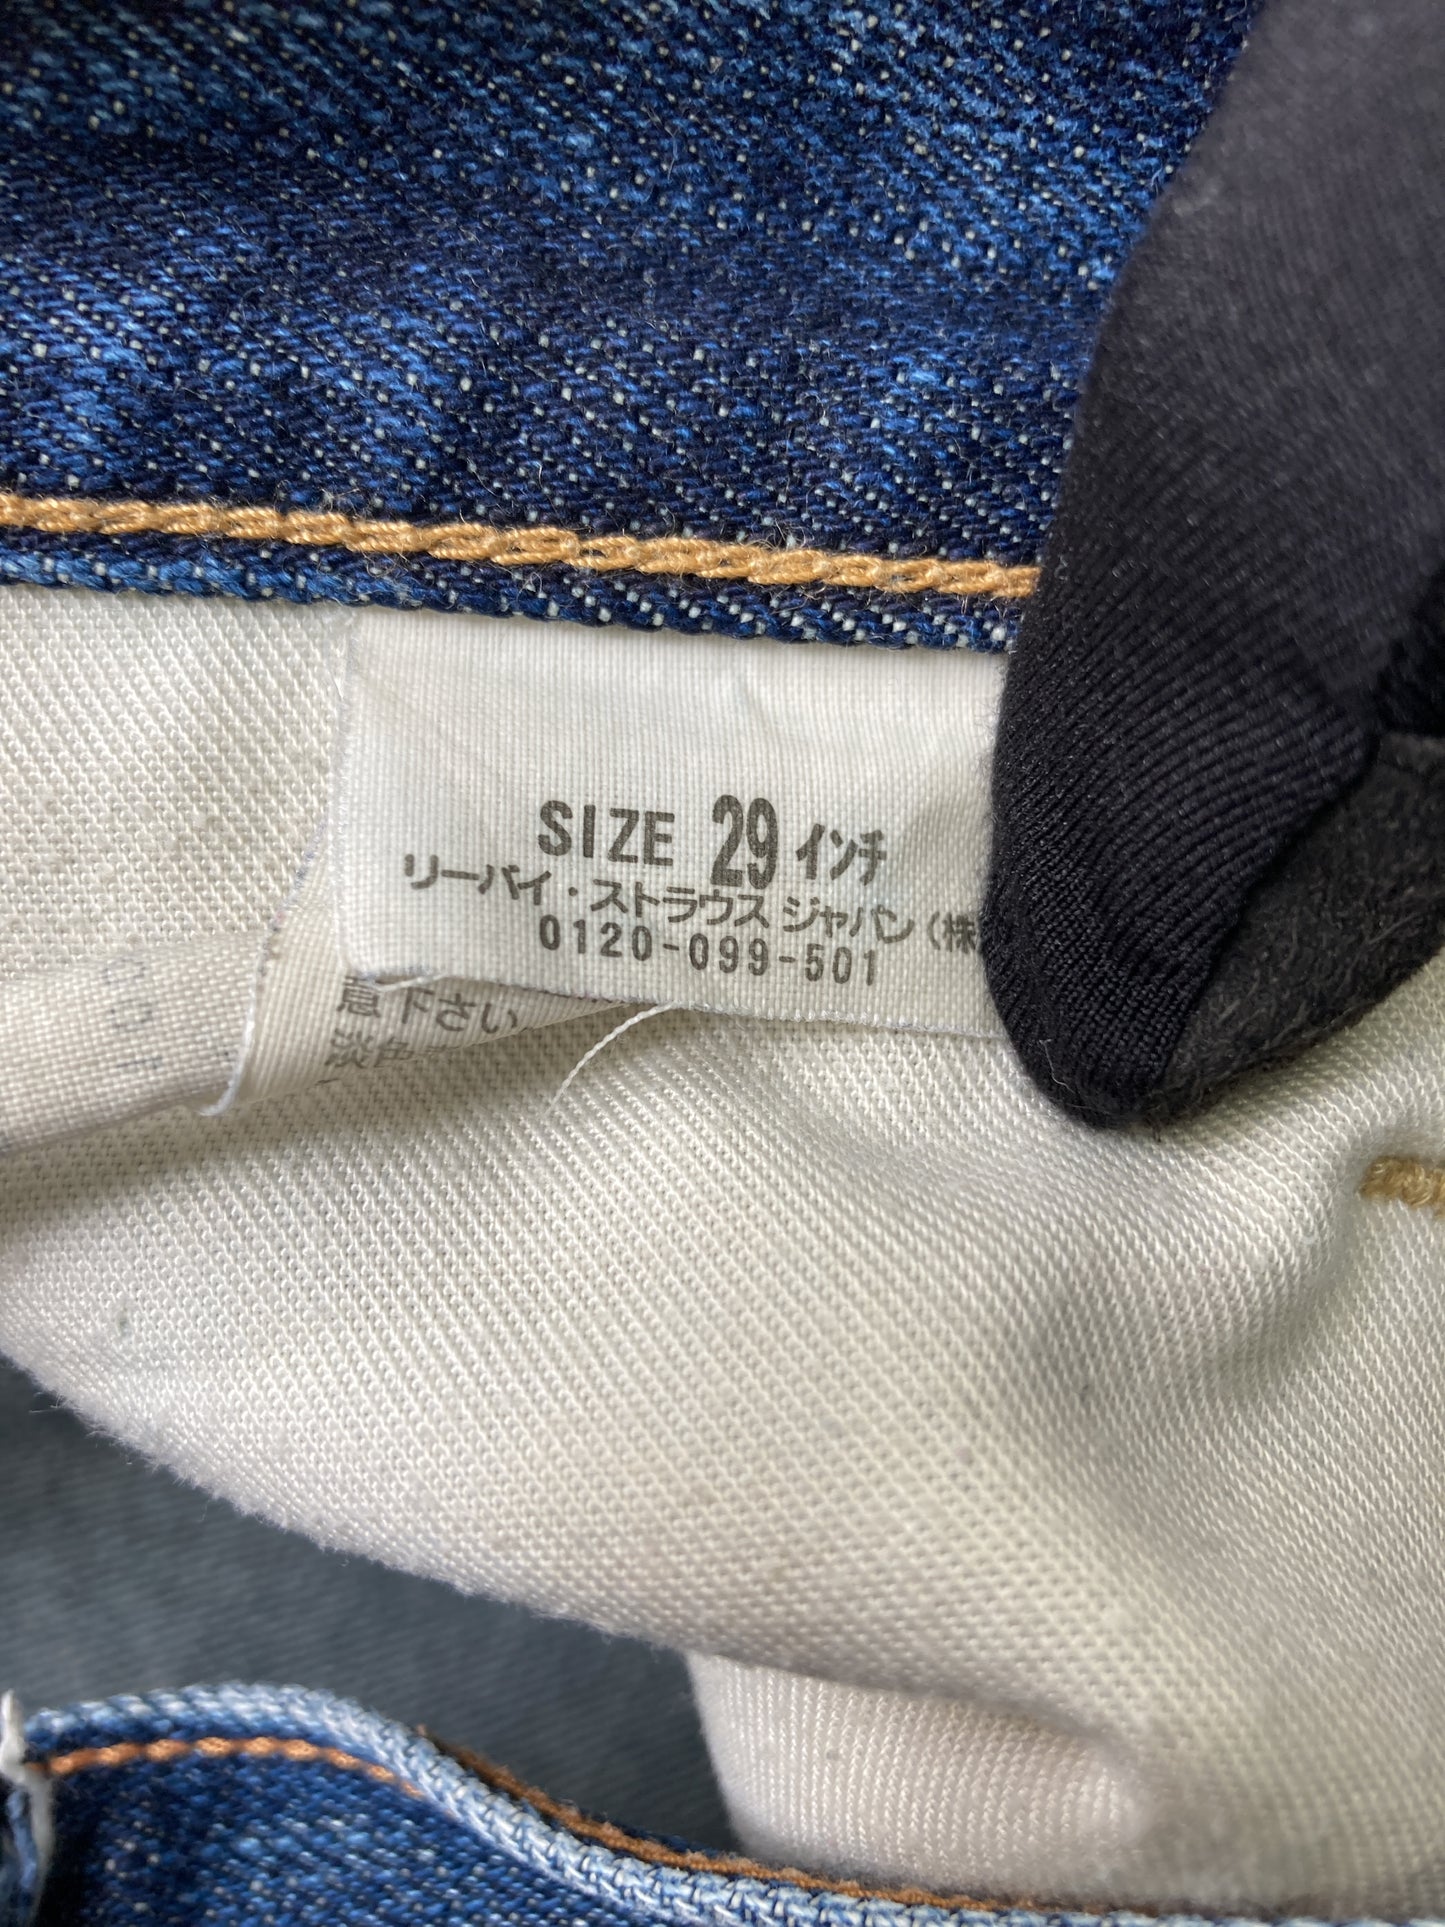 SIZE 29 インチ
リーバイ・ストラウス ジャパン(株
0120-099-501
意下さい
淡色